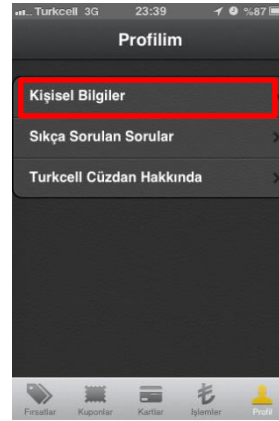 Turkcell 3G 23:39 %87
Profilim
Kişisel Bilgiler
Sıkça Sorulan Sorular
Turkcell Cüzdan Hakkında
Fırsatlar Kuponlar Kartlar İşlemler Profil